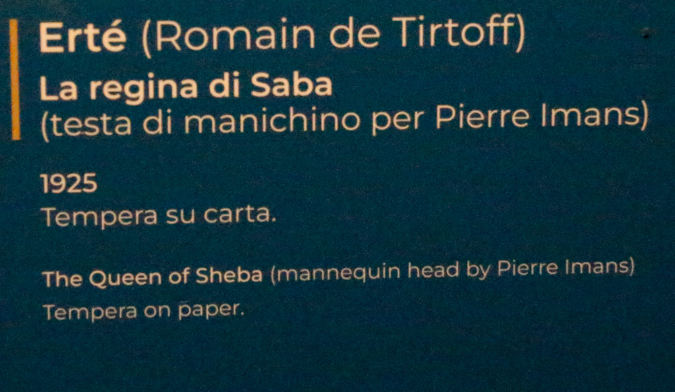 Erté (Romain de Tirtoff)
La regina di Saba
(testa di manichino per Pierre Imans)
1925
Tempera su carta.
The Queen of Sheba (mannequin head by Pierre Imans)
Tempera on paper.